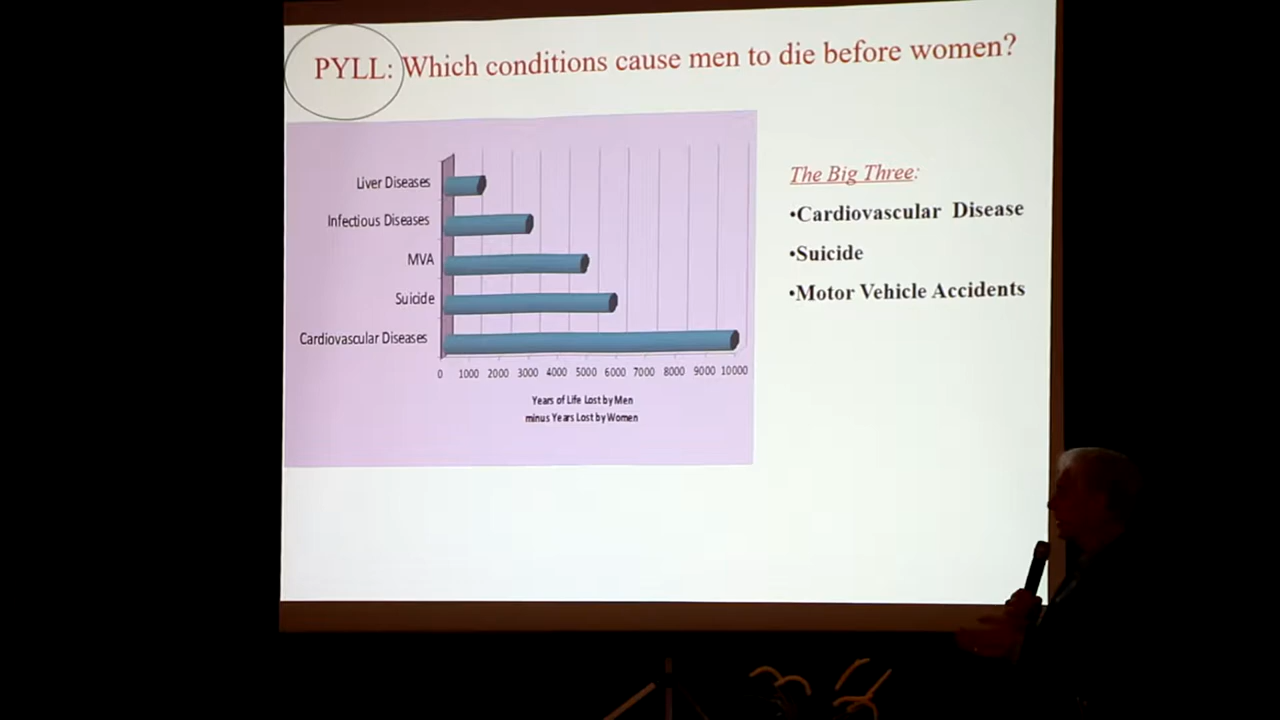 PYLL: Which conditions cause men to die before women?
Liver Diseases
Infectious Diseases
MVA
Suicide
Cardiovascular Diseases
0 1000 2000 3000 4000 5000 6000 7000 8000 9000 10000
Years of Life Lost by Men
minus Years Lost by Women
The Big Three:
•Cardiovascular Disease
•Suicide
•Motor Vehicle Accidents